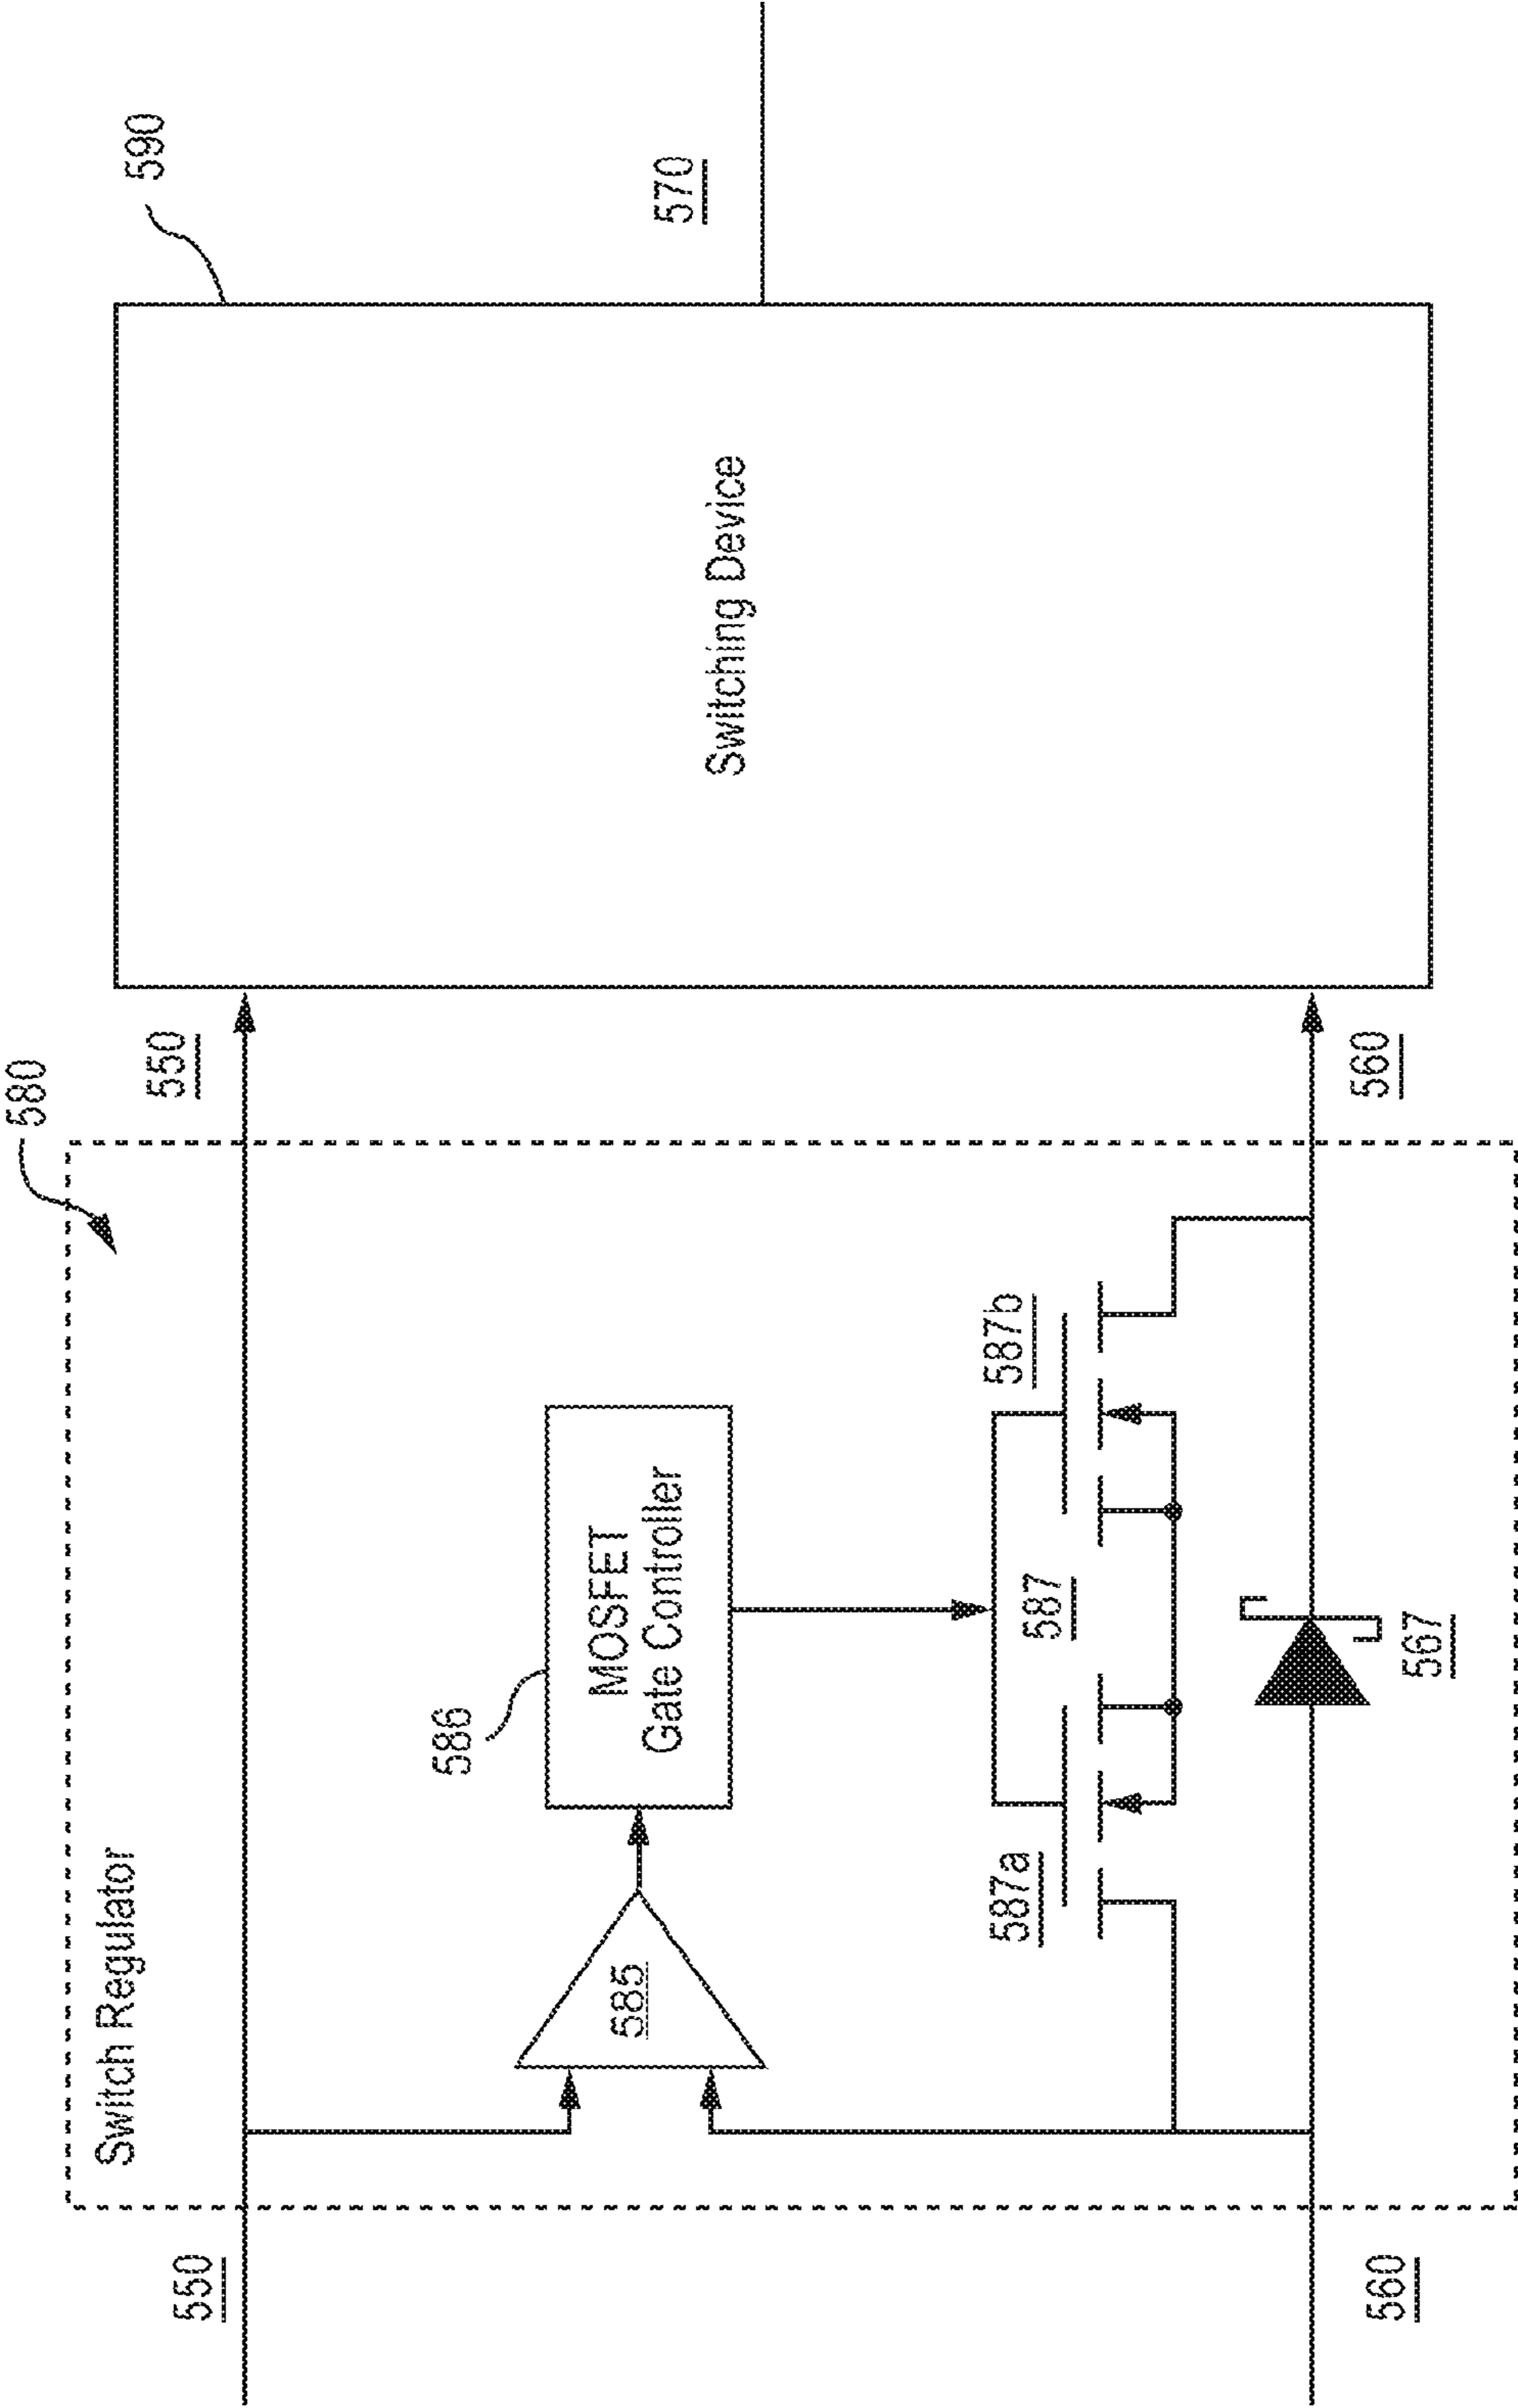 580
590
Switch Regulator
550
550
570
586
MOSFET
Gate Controller
Switching Device
585
587a
587
587b
560
567
560